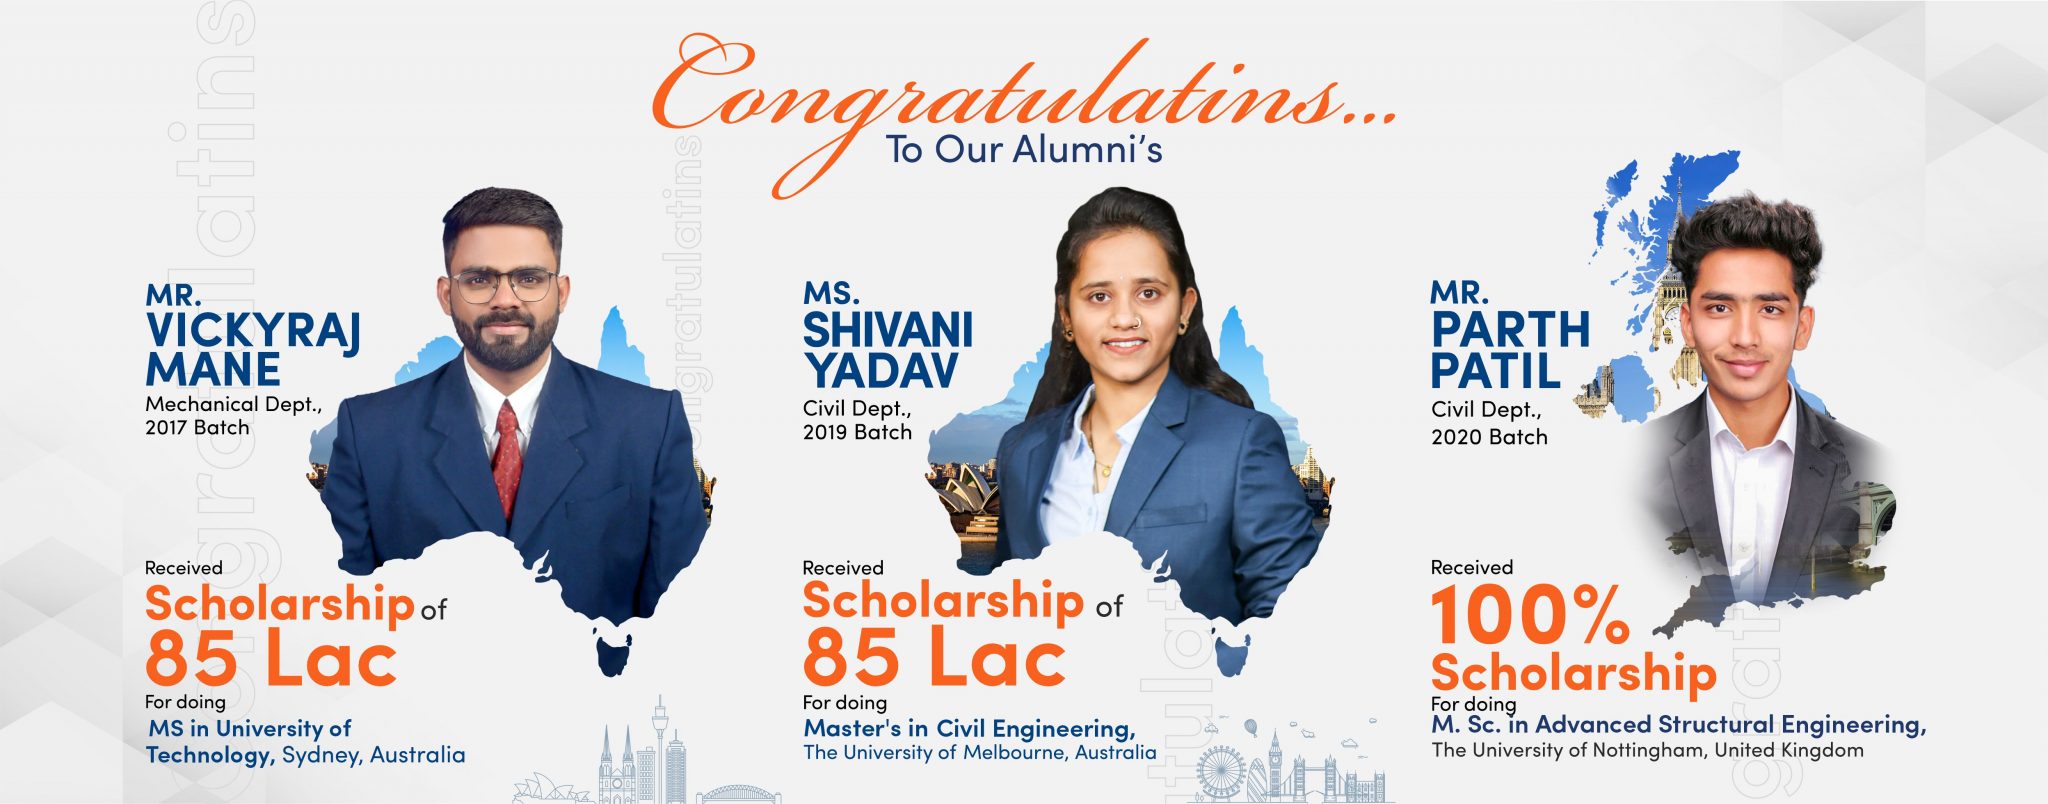 Congratulatins...
To Our Alumni's
MR.
VICKYRAJ
MANE
Mechanical Dept.,
2017 Batch
Received
Scholarship of
85 Lac
For doing
MS in University of
Technology, Sydney, Australia
MS.
SHIVANI
YADAV
Civil Dept.,
2019 Batch
Received
Scholarship of
85 Lac
For doing
Master's in Civil Engineering,
The University of Melbourne, Australia
MR.
PARTH
PATIL
Civil Dept.,
2020 Batch
Received
100%
Scholarship
For doing
M. Sc. in Advanced Structural Engineering,
The University of Nottingham, United Kingdom